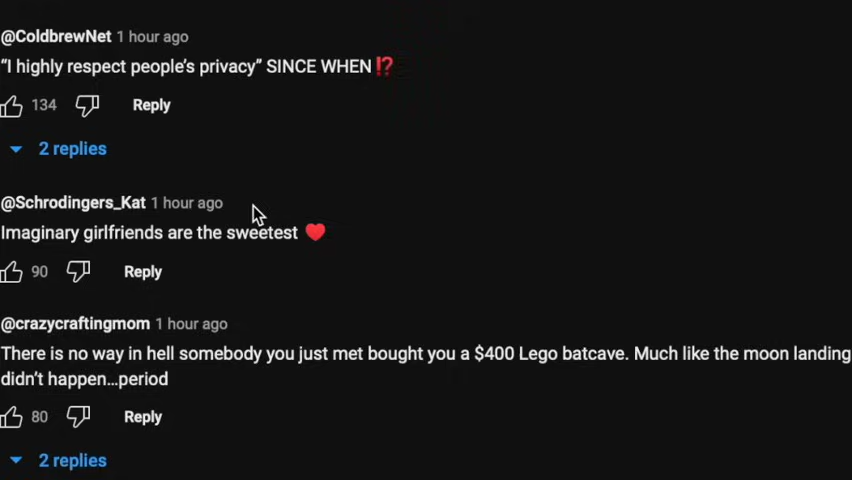 @ColdbrewNet 1 hour ago
“I highly respect people’s privacy” SINCE WHEN⁉️
134 Reply
2 replies
@Schrodingers_Kat 1 hour ago
Imaginary girlfriends are the sweetest ♥️
90 Reply
@crazycraftingmom 1 hour ago
There is no way in hell somebody you just met bought you a $400 Lego batcave. Much like the moon landing
didn’t happen…period
80 Reply
2 replies